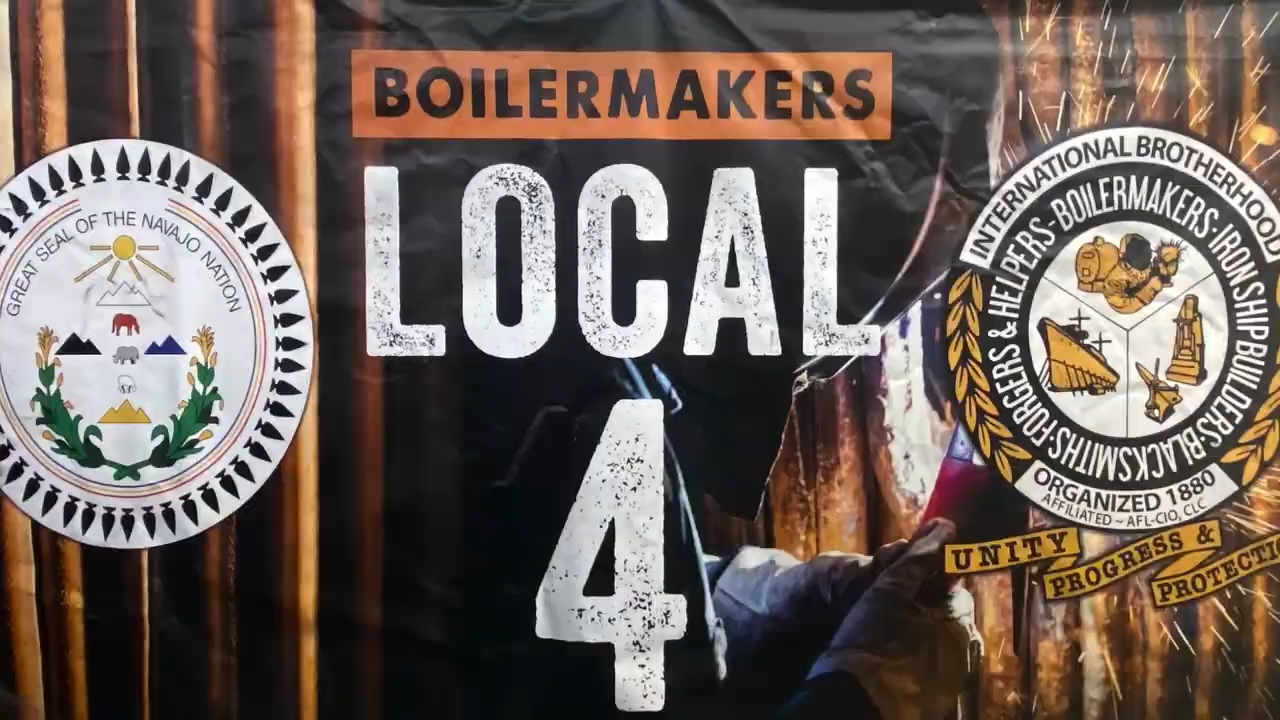 BOILERMAKERS
LOCAL
4
GREAT SEAL OF THE NAVAJO NATION
INTERNATIONAL BROTHERHOOD
BOILERMAKERS·IRON SHIP BUILDERS·BLACKSMITHS·FORGERS & HELPERS·
ORGANIZED 1880
AFFILIATED ~ AFL-CIO, CLC
UNITY
PROGRESS &
PROTECTI